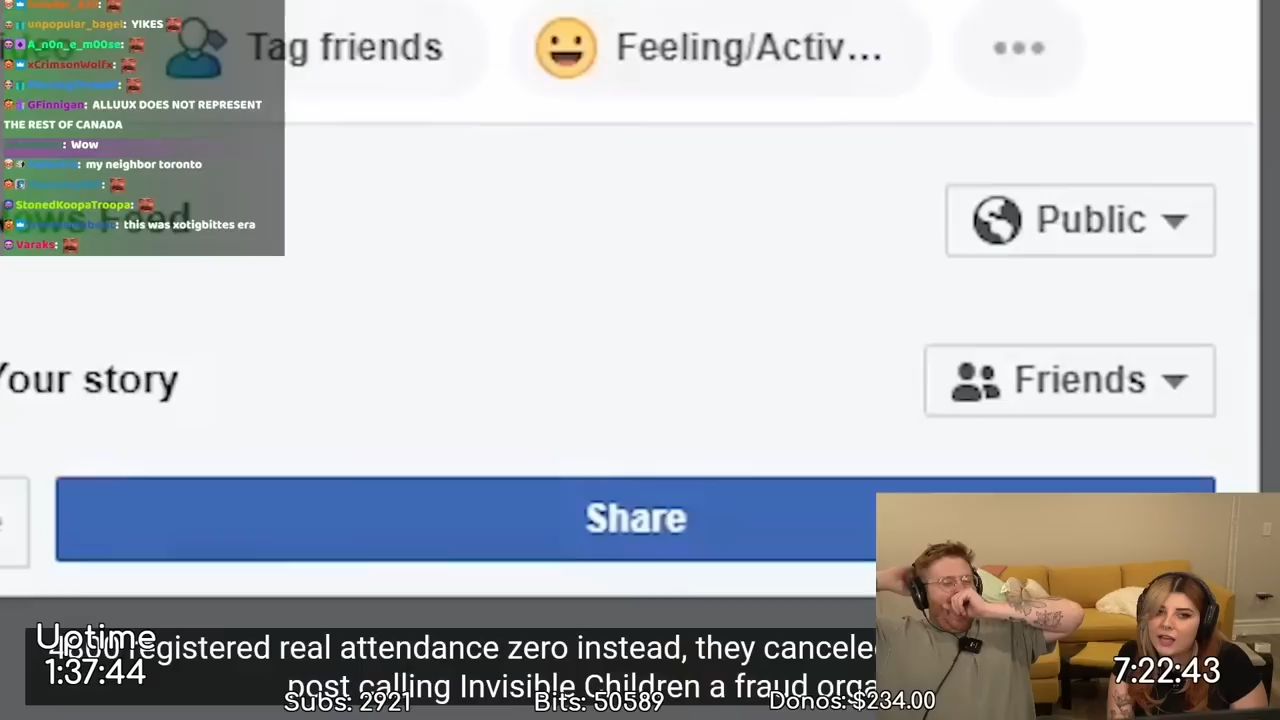 unpopular_bagel: YIKES
A_n0n_e_m00se:
xCrimsonWolfx:
GFinnigan: ALLUUX DOES NOT REPRESENT
THE REST OF CANADA
: Wow
: my neighbor toronto
StonedKoopaTroopa:
: this was xotigbittes era
Varaks:
Tag friends
Feeling/Activ...
News Feed
Public
Your story
Friends
Share
registered real attendance zero instead, they canceled
post calling Invisible Children a fraud orga
Uptime
1:37:44
Subs: 2921
Bits: 50589
Donos: $234.00
7:22:43